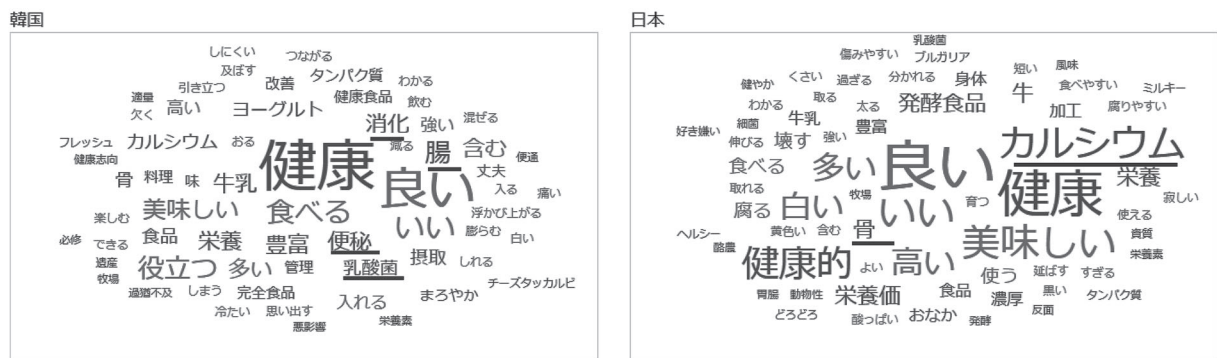 韓国
しにくい つながる
及ぼす
引き立つ 改善 タンパク質 わかる
適量 高い ヨーグルト 健康食品 飲む
欠く 消化 強い 混ぜる
フレッシュ カルシウム おる 健康 減る 腸 含む 便通
健康志向 丈夫
骨 料理 味 牛乳 良い 入る 痛い
楽しむ 美味しい 食べる いい 浮かび上がる
膨らむ
必修 できる 食品 栄養 豊富 便秘 白い
遺産 役立つ 多い 管理 乳酸菌 摂取 しれる
牧場 チーズタッカルビ
過猶不及 しまう 完全食品 入れる まろやか
冷たい 思い出す
悪影響 栄養素
日本
乳酸菌
傷みやすい ブルガリア
健やか くさい 過ぎる 分かれる 身体 短い 風味
食べやすい ミルキー
わかる 取る 太る 発酵食品 牛 加工 腐りやすい
好き嫌い 細菌 牛乳 豊富
伸びる 壊す 強い 良い カルシウム
食べる 多い 健康 栄養
取れる 牧場 育つ 寂しい
腐る 白い いい 使える
ヘルシー 黄色い 含む 骨 美味しい 貴質
酪農 栄養素
健康的 よい 高い 使う 延ばす すぎる
タンパク質
胃腸 動物性 栄養価 食品 濃厚 黒い
反面
どろどろ 酸っぱい おなか 発酵